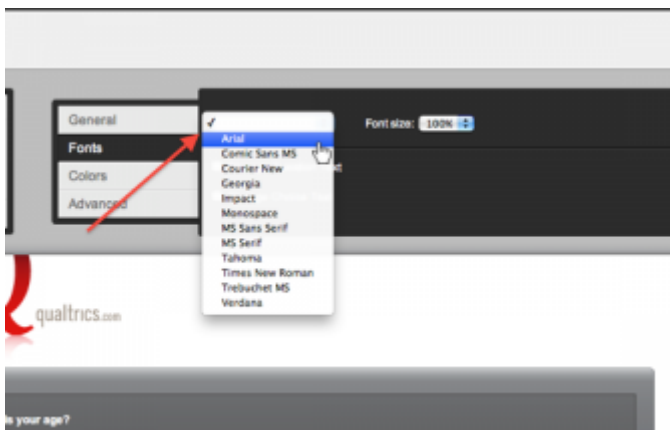 General
Fonts
Colors
Advanced
✓
Arial
Comic Sans MS
Courier New
Georgia
Impact
Monospace
MS Sans Serif
MS Serif
Tahoma
Times New Roman
Trebuchet MS
Verdana
Font size: 100%
qualtrics.com
is your age?